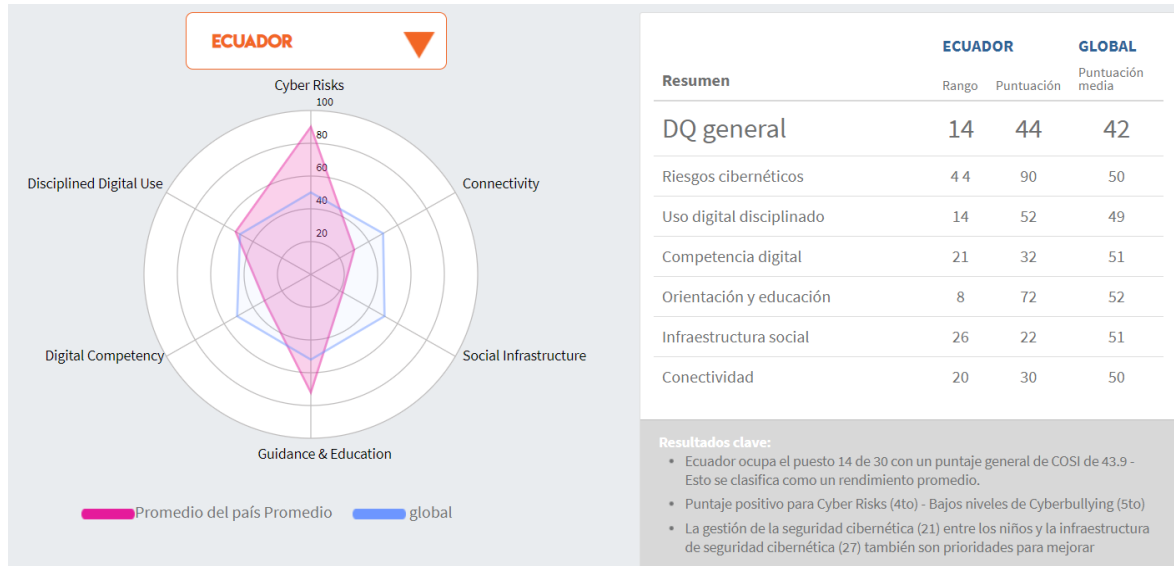 ECUADOR
Cyber Risks
100
80
60
40
20
Disciplined Digital Use
Connectivity
Digital Competency
Social Infrastructure
Guidance & Education
Promedio del país Promedio
global
ECUADOR GLOBAL
Resumen Rango Puntuación Puntuación media
DQ general 14 44 42
Riesgos cibernéticos 4 4 90 50
Uso digital disciplinado 14 52 49
Competencia digital 21 32 51
Orientación y educación 8 72 52
Infraestructura social 26 22 51
Conectividad 20 30 50
Resultados clave:
• Ecuador ocupa el puesto 14 de 30 con un puntaje general de COSI de 43.9 -
Esto se clasifica como un rendimiento promedio.
• Puntaje positivo para Cyber Risks (4to) - Bajos niveles de Cyberbullying (5to)
• La gestión de la seguridad cibernética (21) entre los niños y la infraestructura
de seguridad cibernética (27) también son prioridades para mejorar